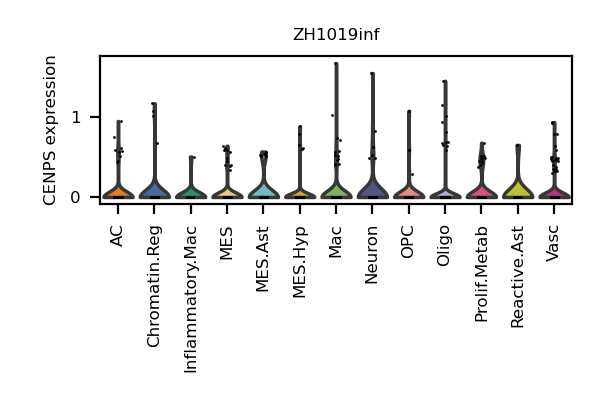 ZH1019inf
CENPS expression
1
0
AC
Chromatin.Reg
Inflammatory.Mac
MES
MES.Ast
MES.Hyp
Mac
Neuron
OPC
Oligo
Prolif.Metab
Reactive.Ast
Vasc